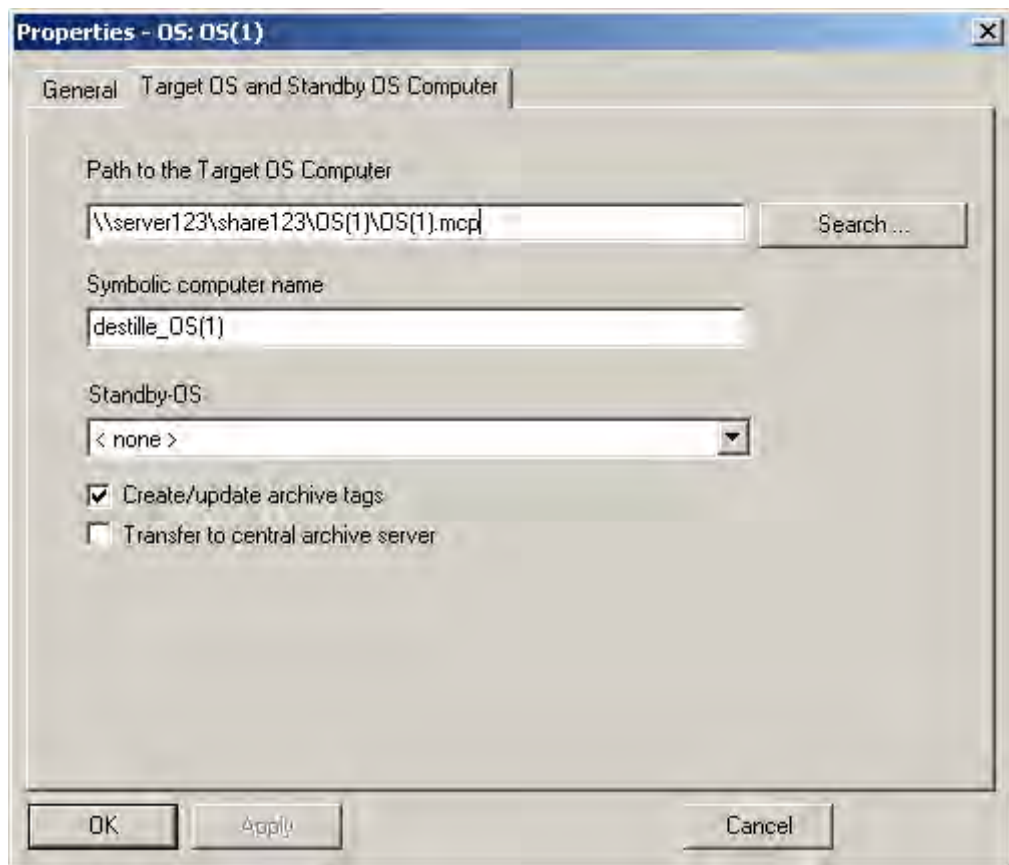 Properties - OS: OS(1)
General Target OS and Standby OS Computer
Path to the Target OS Computer
\\server123\share123\OS(1)\OS(1).mcp Search ...
Symbolic computer name
destille_OS(1)
Standby-OS
< none >
Create/update archive tags
Transfer to central archive server
OK Apply Cancel